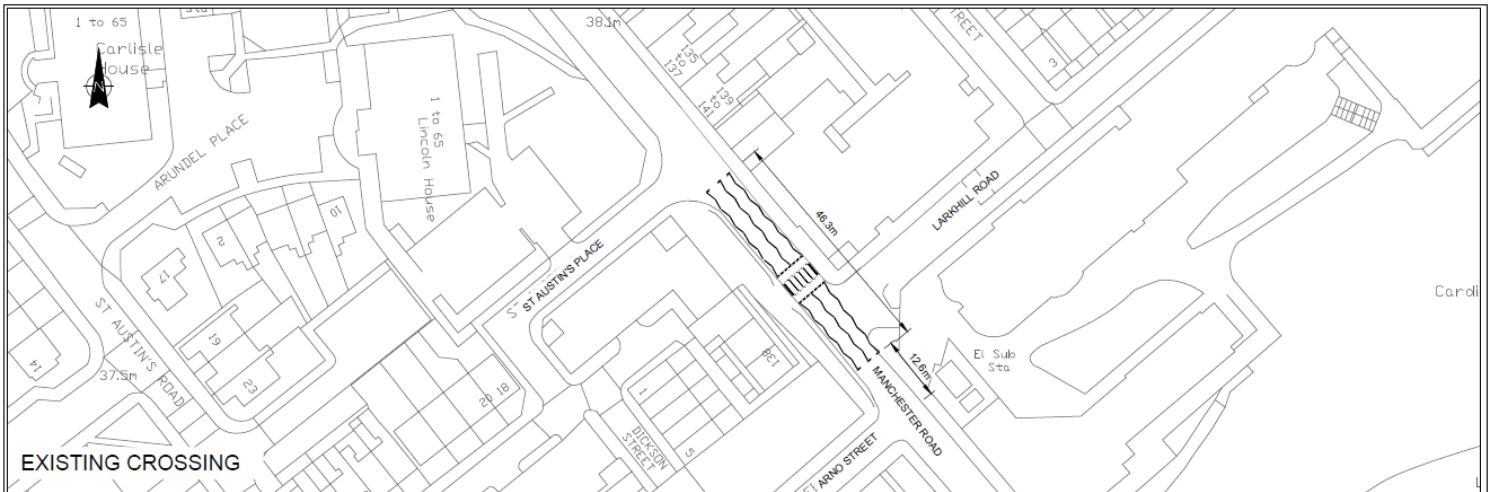 Sta
1 to 65
Carlisle
House
N
38.1m
135
to
137
139
to
141
STREET
3
1 to 65
Lincoln House
ARUNDEL PLACE
10
2
17
46.3m
LARKHILL ROAD
ST AUSTIN'S PLACE
ST AUSTIN'S ROAD
19
23
14
37.5m
20 18
138
1
5
DICKSON
STREET
El Sub
Sta
12.6m
MANCHESTER ROAD
ARNO STREET
Cardi
EXISTING CROSSING